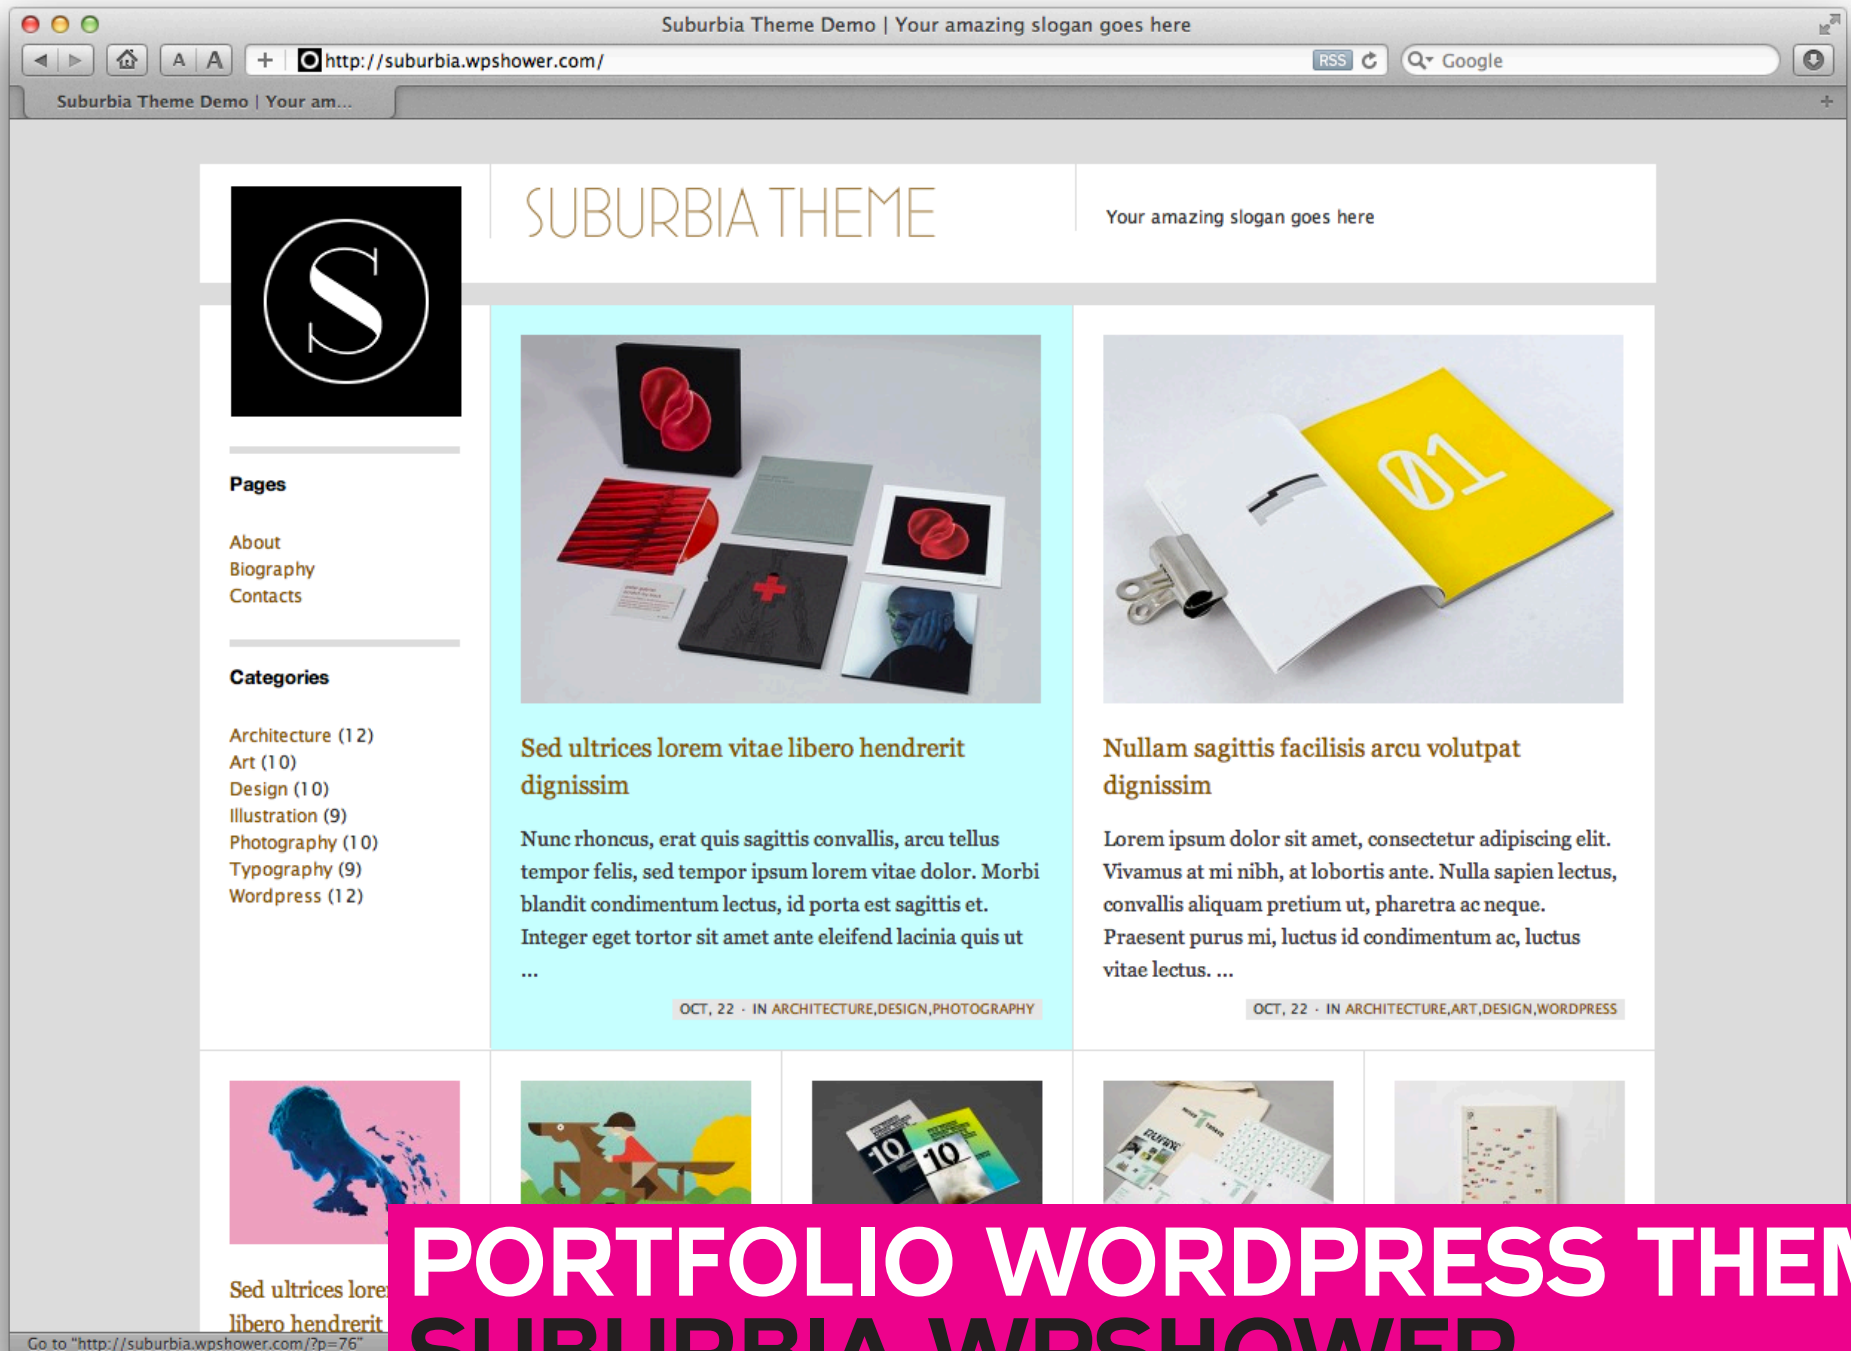 Suburbia Theme Demo | Your amazing slogan goes here
A A + http://suburbia.wpshower.com/ RSS Google
Suburbia Theme Demo | Your am... +
S
SUBURBIA THEME
Your amazing slogan goes here
Pages
About
Biography
Contacts
Categories
Architecture (12)
Art (10)
Design (10)
Illustration (9)
Photography (10)
Typography (9)
Wordpress (12)
Sed ultrices lorem vitae libero hendrerit
dignissim
Nunc rhoncus, erat quis sagittis convallis, arcu tellus
tempor felis, sed tempor ipsum lorem vitae dolor. Morbi
blandit condimentum lectus, id porta est sagittis et.
Integer eget tortor sit amet ante eleifend lacinia quis ut
...
OCT, 22 · IN ARCHITECTURE,DESIGN,PHOTOGRAPHY
01
Nullam sagittis facilisis arcu volutpat
dignissim
Lorem ipsum dolor sit amet, consectetur adipiscing elit.
Vivamus at mi nibh, at lobortis ante. Nulla sapien lectus,
convallis aliquam pretium ut, pharetra ac neque.
Praesent purus mi, luctus id condimentum ac, luctus
vitae lectus. ...
OCT, 22 · IN ARCHITECTURE,ART,DESIGN,WORDPRESS
10
10
Sed ultrices lore
libero hendrerit
Go to "http://suburbia.wpshower.com/?p=76"
PORTFOLIO WORDPRESS THEM
SUBURBIA WPSHOWER